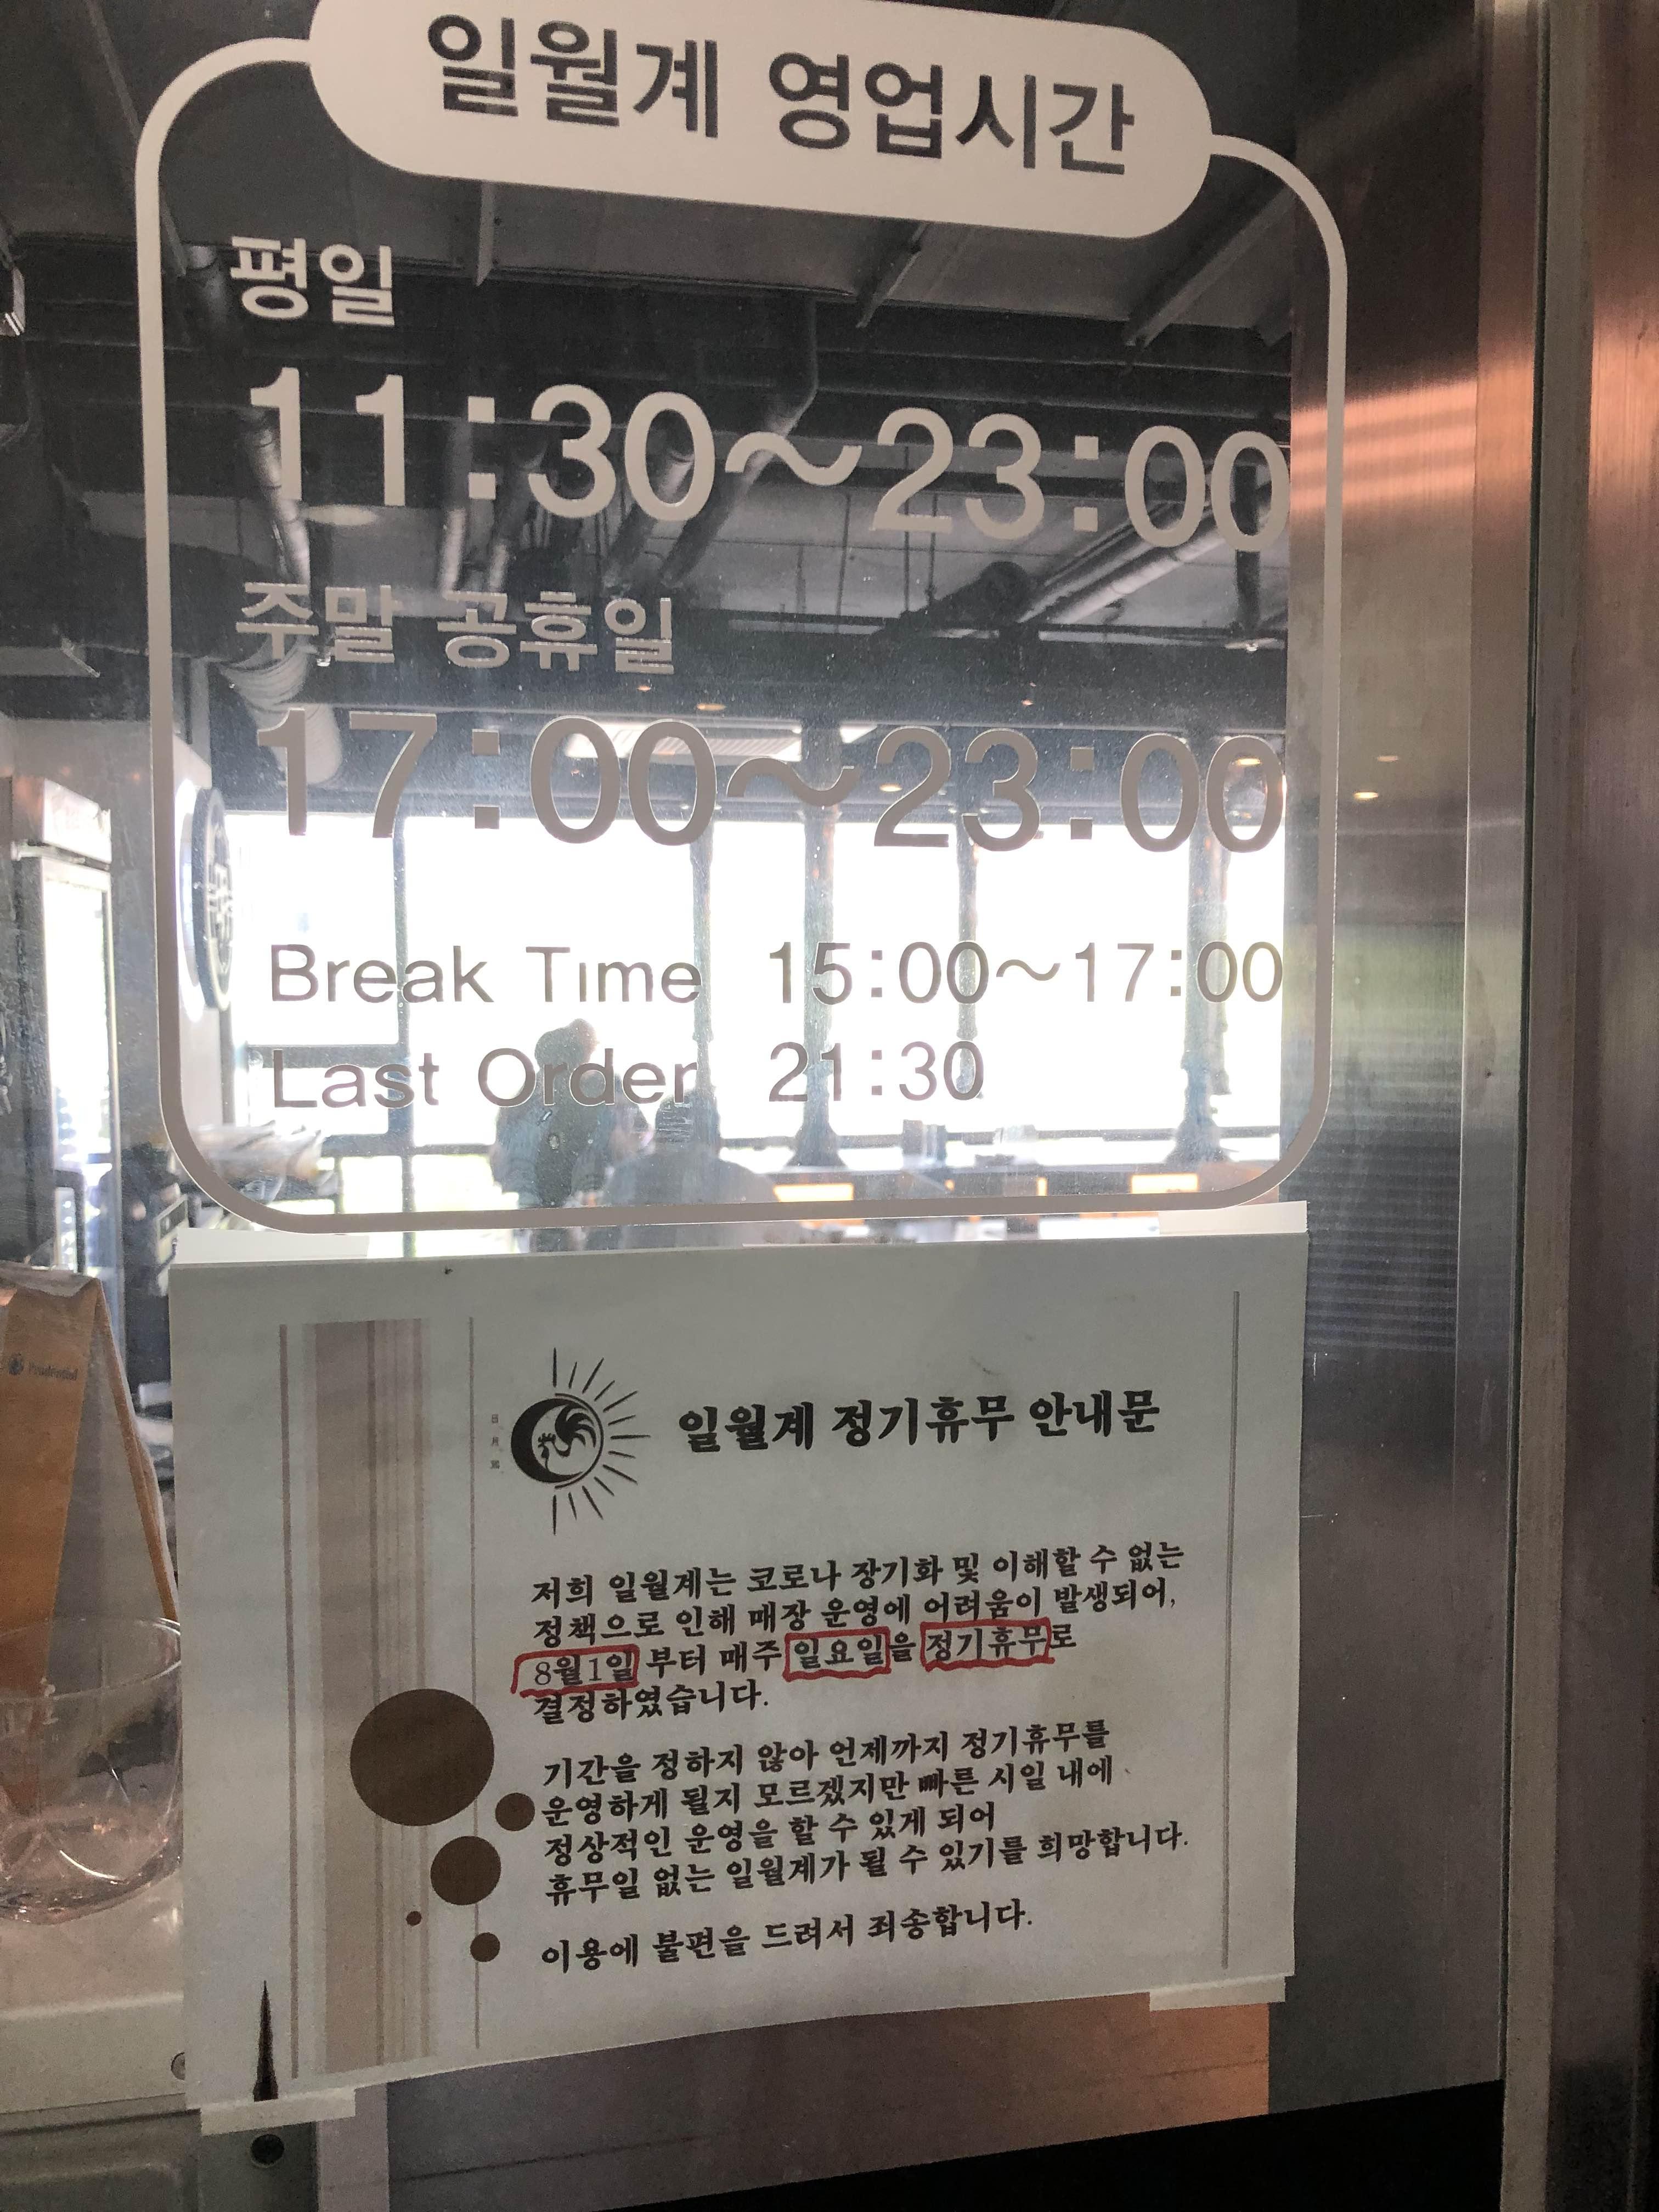 일월계 영업시간
평일
11:30~23:00
주말 공휴일
17:00~23:00
Break Time 15:00~17:00
Last Order 21:30
Prudential
일월계 정기휴무 안내문
日
月
저희 일월계는 코로나 장기화 및 이해할 수 없는
정책으로 인해 매장 운영에 어려움이 발생되어,
8월1일 부터 매주 일요일을 정기휴무로
결정하였습니다.
기간을 정하지 않아 언제까지 정기휴무를
운영하게 될지 모르겠지만 빠른 시일 내에
정상적인 운영을 할 수 있게 되어
휴무일 없는 일월계가 될 수 있기를 희망합니다.
이용에 불편을 드려서 죄송합니다.